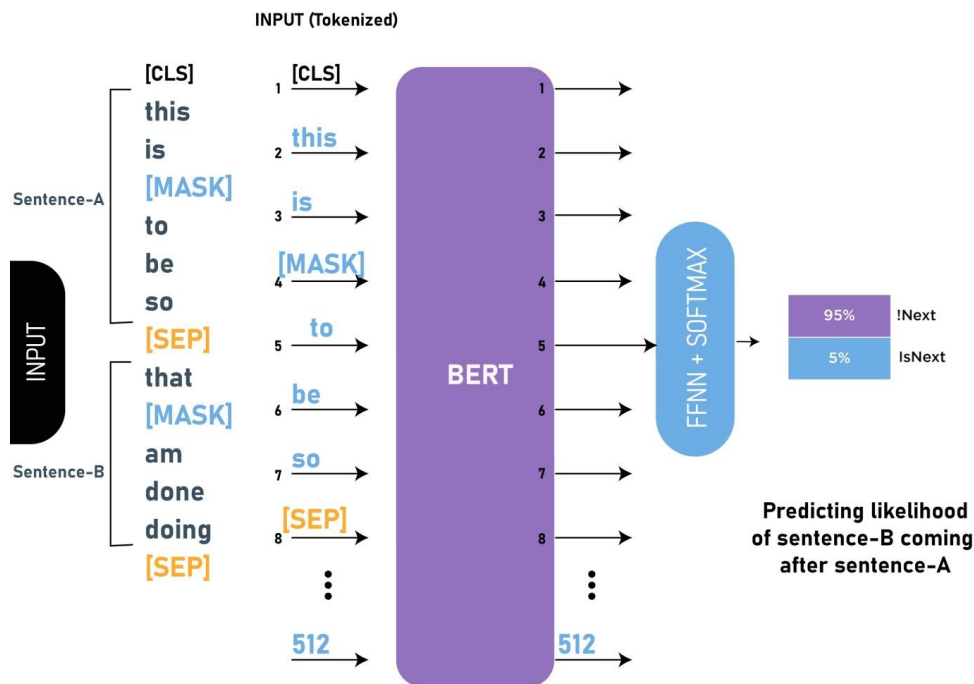 INPUT (Tokenized)
INPUT
Sentence-A
Sentence-B
[CLS]
this
is
[MASK]
to
be
so
[SEP]
that
[MASK]
am
done
doing
[SEP]
1 [CLS]
2 this
3 is
4 [MASK]
5 to
6 be
7 so
8 [SEP]
512
BERT
1
2
3
4
5
6
7
8
512
FFNN + SOFTMAX
95% !Next
5% IsNext
Predicting likelihood
of sentence-B coming
after sentence-A